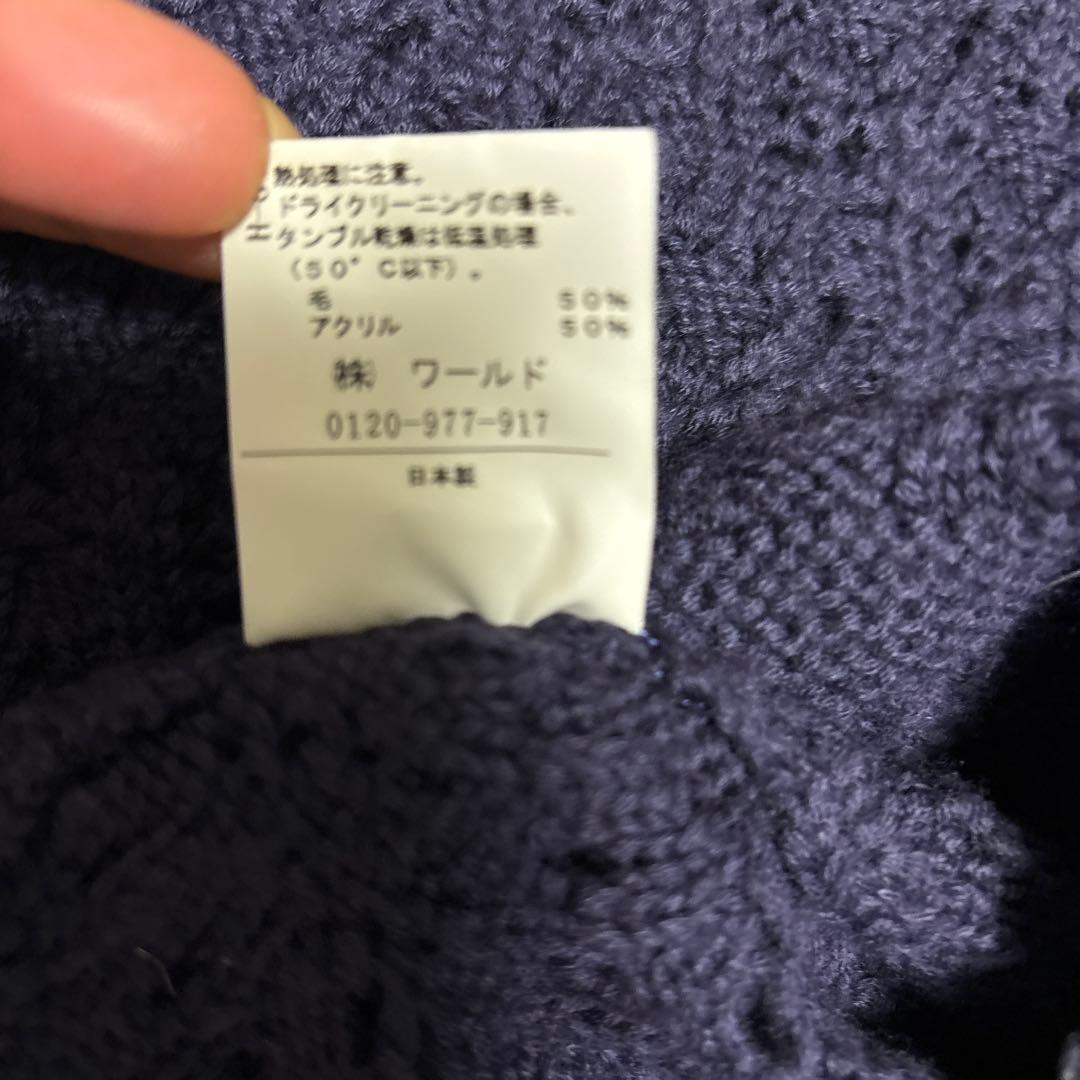 熱処理に注意。
ドライクリーニングの場合、
タンブル乾燥は低温処理
(50°C以下)。
毛 50%
アクリル 50%
㈱ ワールド
0120-977-917
日本製